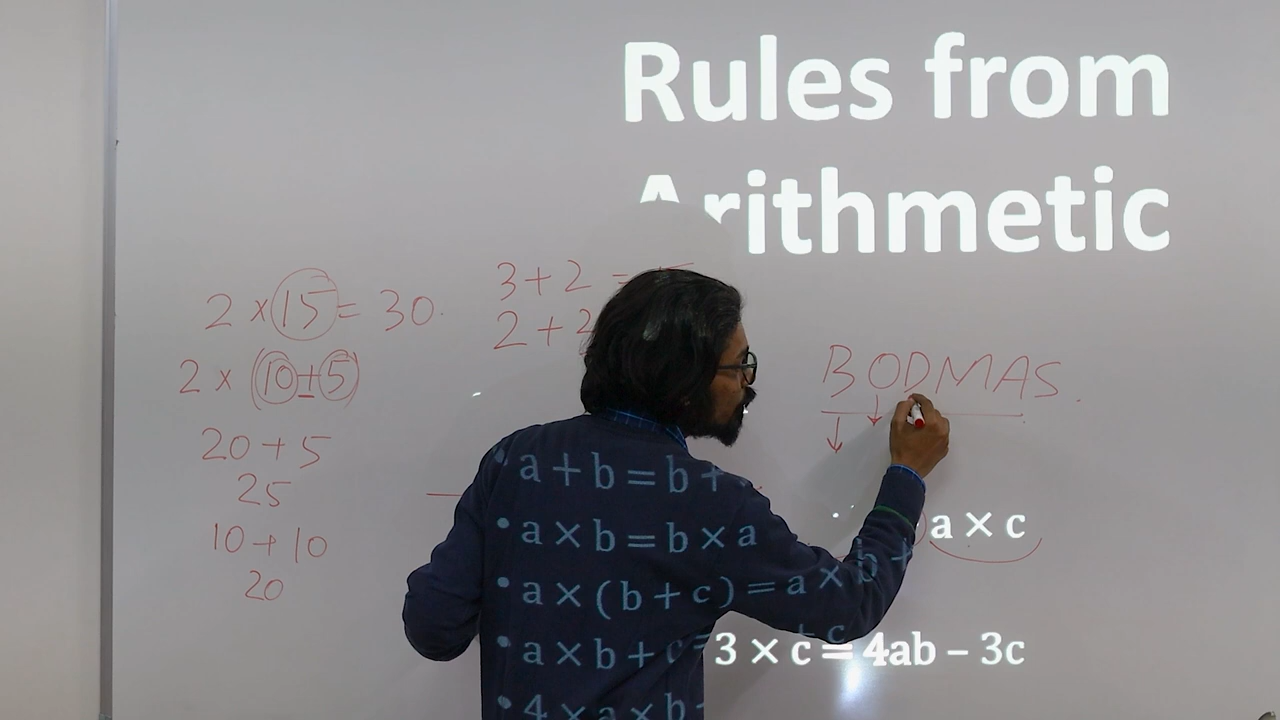 Rules from
Arithmetic
2 × 15 = 30.
2 × (10 + 5)
20 + 5
25
10 + 10
20
3 + 2 =
2 + 2
BODMAS.
• a + b = b +
• a × b = b × a
• a × (b + c) = a × b + a × c
• a × b + c = + c
• 4 × a × b - 3 × c = 4ab – 3c